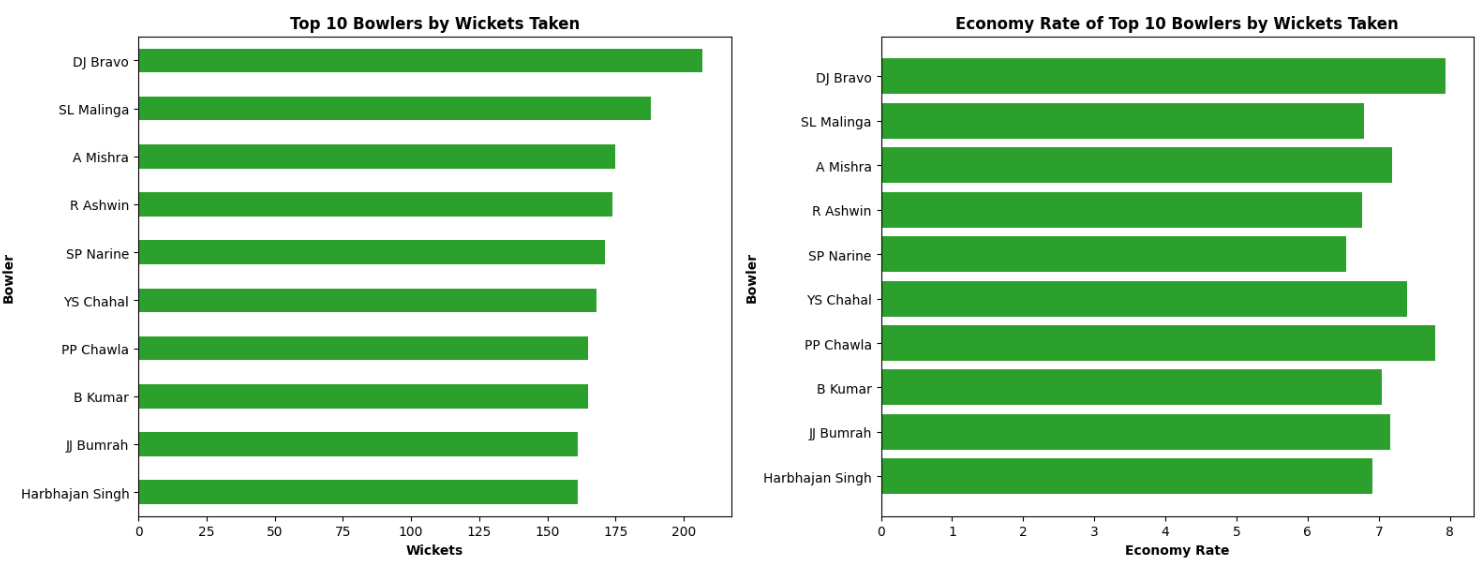 Top 10 Bowlers by Wickets Taken
Bowler
DJ Bravo
SL Malinga
A Mishra
R Ashwin
SP Narine
YS Chahal
PP Chawla
B Kumar
JJ Bumrah
Harbhajan Singh
0 25 50 75 100 125 150 175 200
Wickets
Economy Rate of Top 10 Bowlers by Wickets Taken
Bowler
DJ Bravo
SL Malinga
A Mishra
R Ashwin
SP Narine
YS Chahal
PP Chawla
B Kumar
JJ Bumrah
Harbhajan Singh
0 1 2 3 4 5 6 7 8
Economy Rate